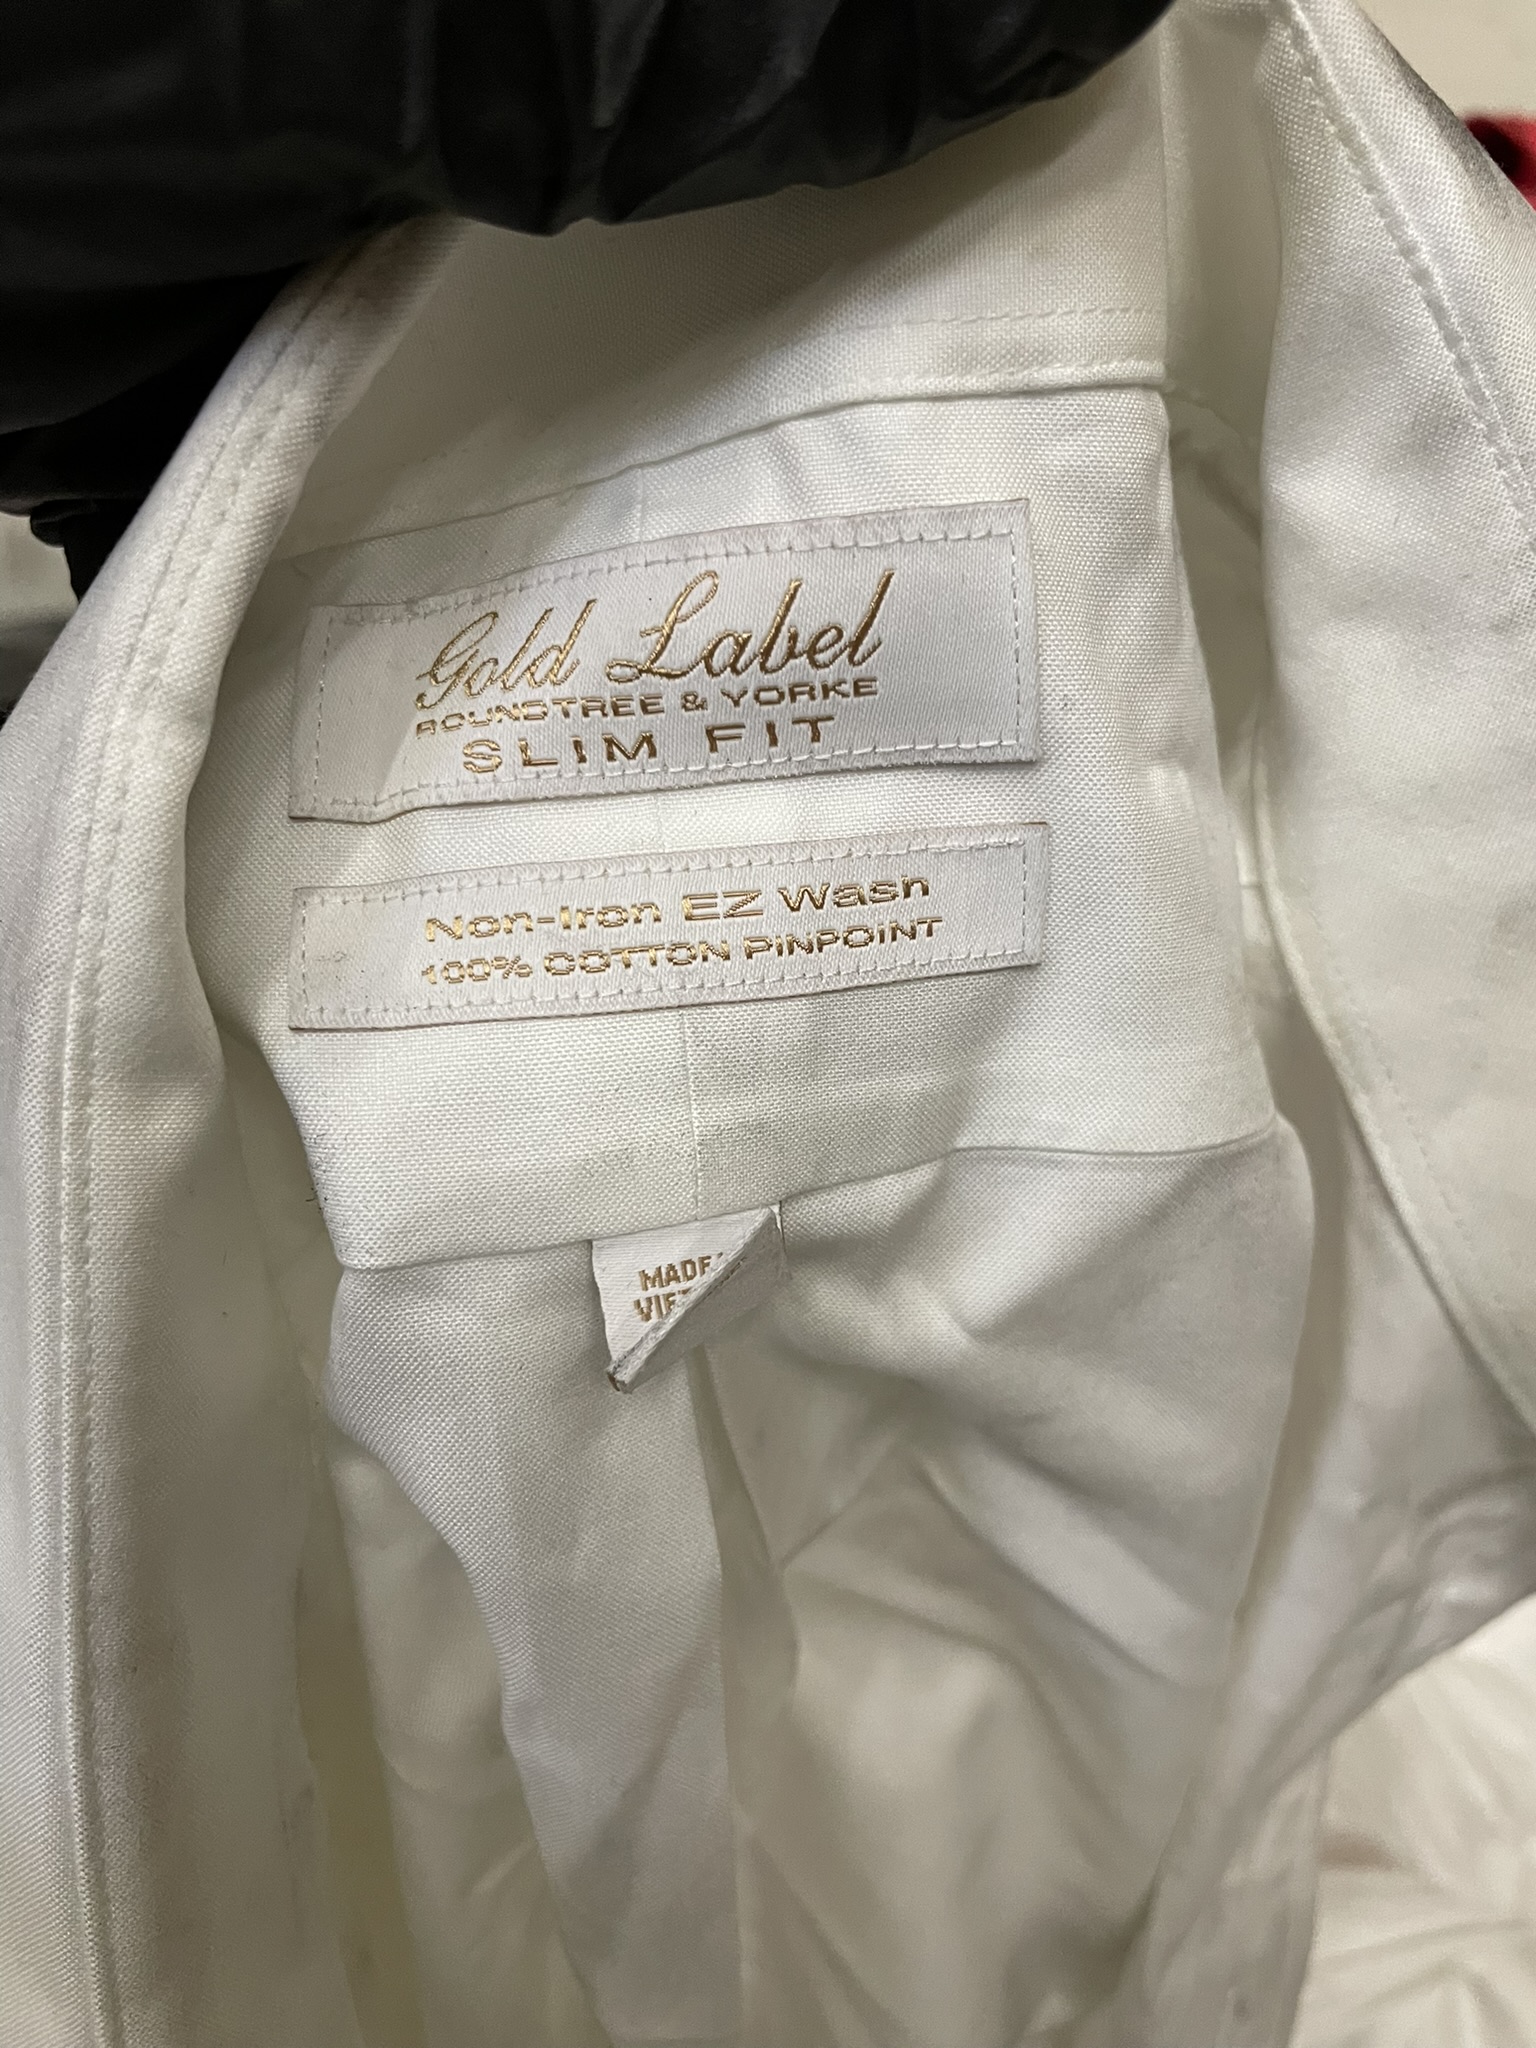 Gold Label
ROUNDTREE & YORKE
SLIM FIT
Non-Iron EZ Wash
100% COTTON PINPOINT
MADE